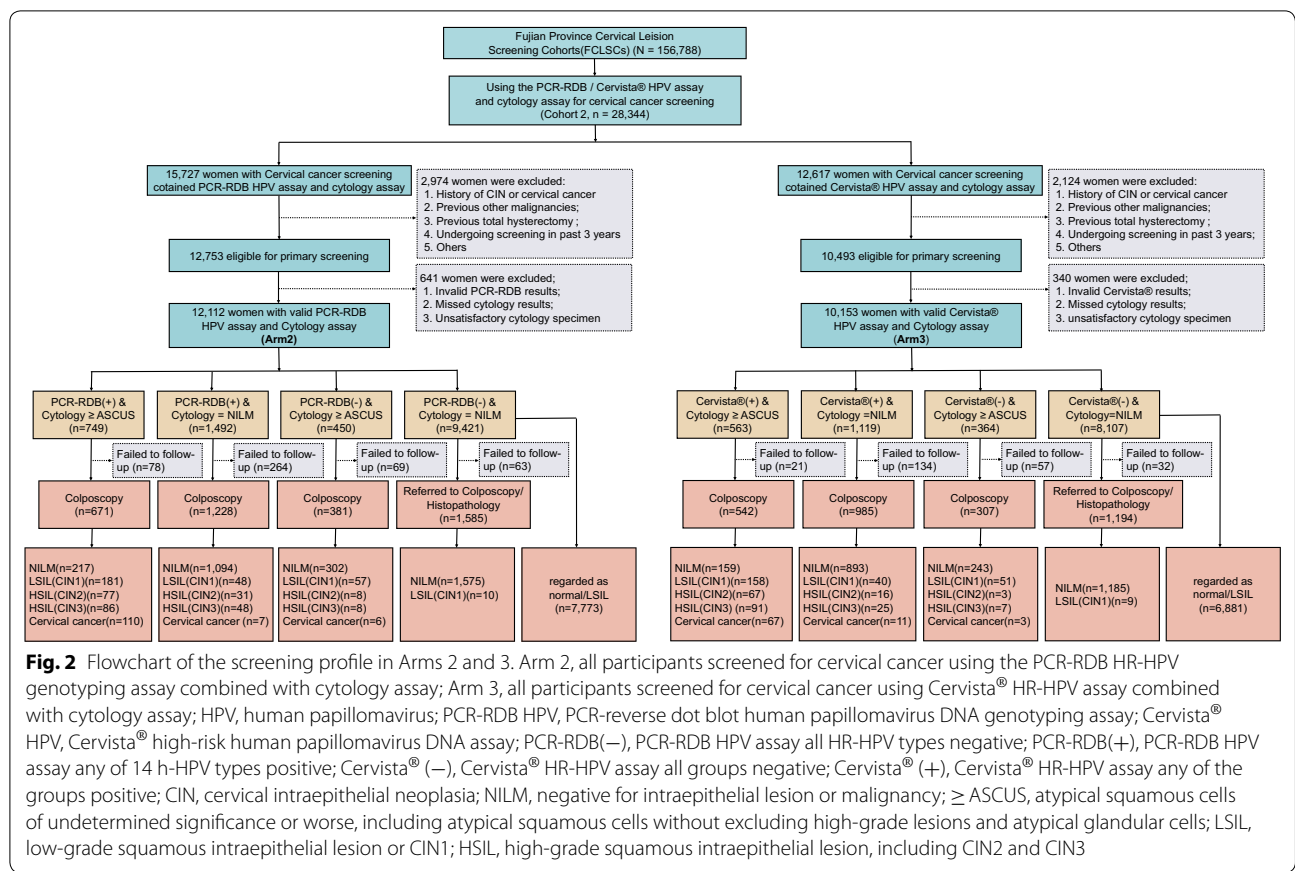 Fujian Province Cervical Leision
Screening Cohorts(FCLSCs) (N = 156,788)
Using the PCR-RDB / Cervista® HPV assay
and cytology assay for cervical cancer screening
(Cohort 2, n = 28,344)
15,727 women with Cervical cancer screening
cotained PCR-RDB HPV assay and cytology assay
2,974 women were excluded:
1. History of CIN or cervical cancer
2. Previous other malignancies;
3. Previous total hysterectomy ;
4. Undergoing screening in past 3 years
5. Others
12,753 eligible for primary screening
641 women were excluded;
1. Invalid PCR-RDB results;
2. Missed cytology results;
3. Unsatisfactory cytology specimen
12,112 women with valid PCR-RDB
HPV assay and Cytology assay
(Arm2)
12,617 women with Cervical cancer screening
cotained Cervista® HPV assay and cytology assay
2,124 women were excluded:
1. History of CIN or cervical cancer
2. Previous other malignancies;
3. Previous total hysterectomy ;
4. Undergoing screening in past 3 years;
5. Others
10,493 eligible for primary screening
340 women were excluded;
1. Invalid Cervista® results;
2. Missed cytology results;
3. unsatisfactory cytology specimen
10,153 women with valid Cervista®
HPV assay and Cytology assay
(Arm3)
PCR-RDB(+) &
Cytology ≥ ASCUS
(n=749)
PCR-RDB(+) &
Cytology = NILM
(n=1,492)
PCR-RDB(-) &
Cytology ≥ ASCUS
(n=450)
PCR-RDB(-) &
Cytology = NILM
(n=9,421)
Failed to follow-
up (n=78)
Failed to follow-
up (n=264)
Failed to follow-
up (n=69)
Failed to follow-
up (n=63)
Colposcopy
(n=671)
Colposcopy
(n=1,228)
Colposcopy
(n=381)
Referred to Colposcopy/
Histopathology
(n=1,585)
NILM(n=217)
LSIL(CIN1)(n=181)
HSIL(CIN2)(n=77)
HSIL(CIN3)(n=86)
Cervical cancer(n=110)
NILM(n=1,094)
LSIL(CIN1)(n=48)
HSIL(CIN2)(n=31)
HSIL(CIN3)(n=48)
Cervical cancer (n=7)
NILM(n=302)
LSIL(CIN1)(n=57)
HSIL(CIN2)(n=8)
HSIL(CIN3)(n=8)
Cervical cancer(n=6)
NILM(n=1,575)
LSIL(CIN1)(n=10)
regarded as
normal/LSIL
(n=7,773)
Cervista®(+) &
Cytology ≥ ASCUS
(n=563)
Cervista®(+) &
Cytology =NILM
(n=1,119)
Cervista®(-) &
Cytology ≥ ASCUS
(n=364)
Cervista®(-) &
Cytology=NILM
(n=8,107)
Failed to follow-
up (n=21)
Failed to follow-
up (n=134)
Failed to follow-
up (n=57)
Failed to follow-
up (n=32)
Colposcopy
(n=542)
Colposcopy
(n=985)
Colposcopy
(n=307)
Referred to Colposcopy/
Histopathology
(n=1,194)
NILM(n=159)
LSIL(CIN1)(n=158)
HSIL(CIN2)(n=67)
HSIL(CIN3) (n=91)
Cervical cancer(n=67)
NILM(n=893)
LSIL(CIN1)(n=40)
HSIL(CIN2)(n=16)
HSIL(CIN3)(n=25)
Cervical cancer(n=11)
NILM(n=243)
LSIL(CIN1)(n=51)
HSIL(CIN2)(n=3)
HSIL(CIN3)(n=7)
Cervical cancer(n=3)
NILM(n=1,185)
LSIL(CIN1)(n=9)
regarded as
normal/LSIL
(n=6,881)
Fig. 2 Flowchart of the screening profile in Arms 2 and 3. Arm 2, all participants screened for cervical cancer using the PCR-RDB HR-HPV
genotyping assay combined with cytology assay; Arm 3, all participants screened for cervical cancer using Cervista® HR-HPV assay combined
with cytology assay; HPV, human papillomavirus; PCR-RDB HPV, PCR-reverse dot blot human papillomavirus DNA genotyping assay; Cervista®
HPV, Cervista® high-risk human papillomavirus DNA assay; PCR-RDB(−), PCR-RDB HPV assay all HR-HPV types negative; PCR-RDB(+), PCR-RDB HPV
assay any of 14 h-HPV types positive; Cervista® (−), Cervista® HR-HPV assay all groups negative; Cervista® (+), Cervista® HR-HPV assay any of the
groups positive; CIN, cervical intraepithelial neoplasia; NILM, negative for intraepithelial lesion or malignancy; ≥ ASCUS, atypical squamous cells
of undetermined significance or worse, including atypical squamous cells without excluding high-grade lesions and atypical glandular cells; LSIL,
low-grade squamous intraepithelial lesion or CIN1; HSIL, high-grade squamous intraepithelial lesion, including CIN2 and CIN3